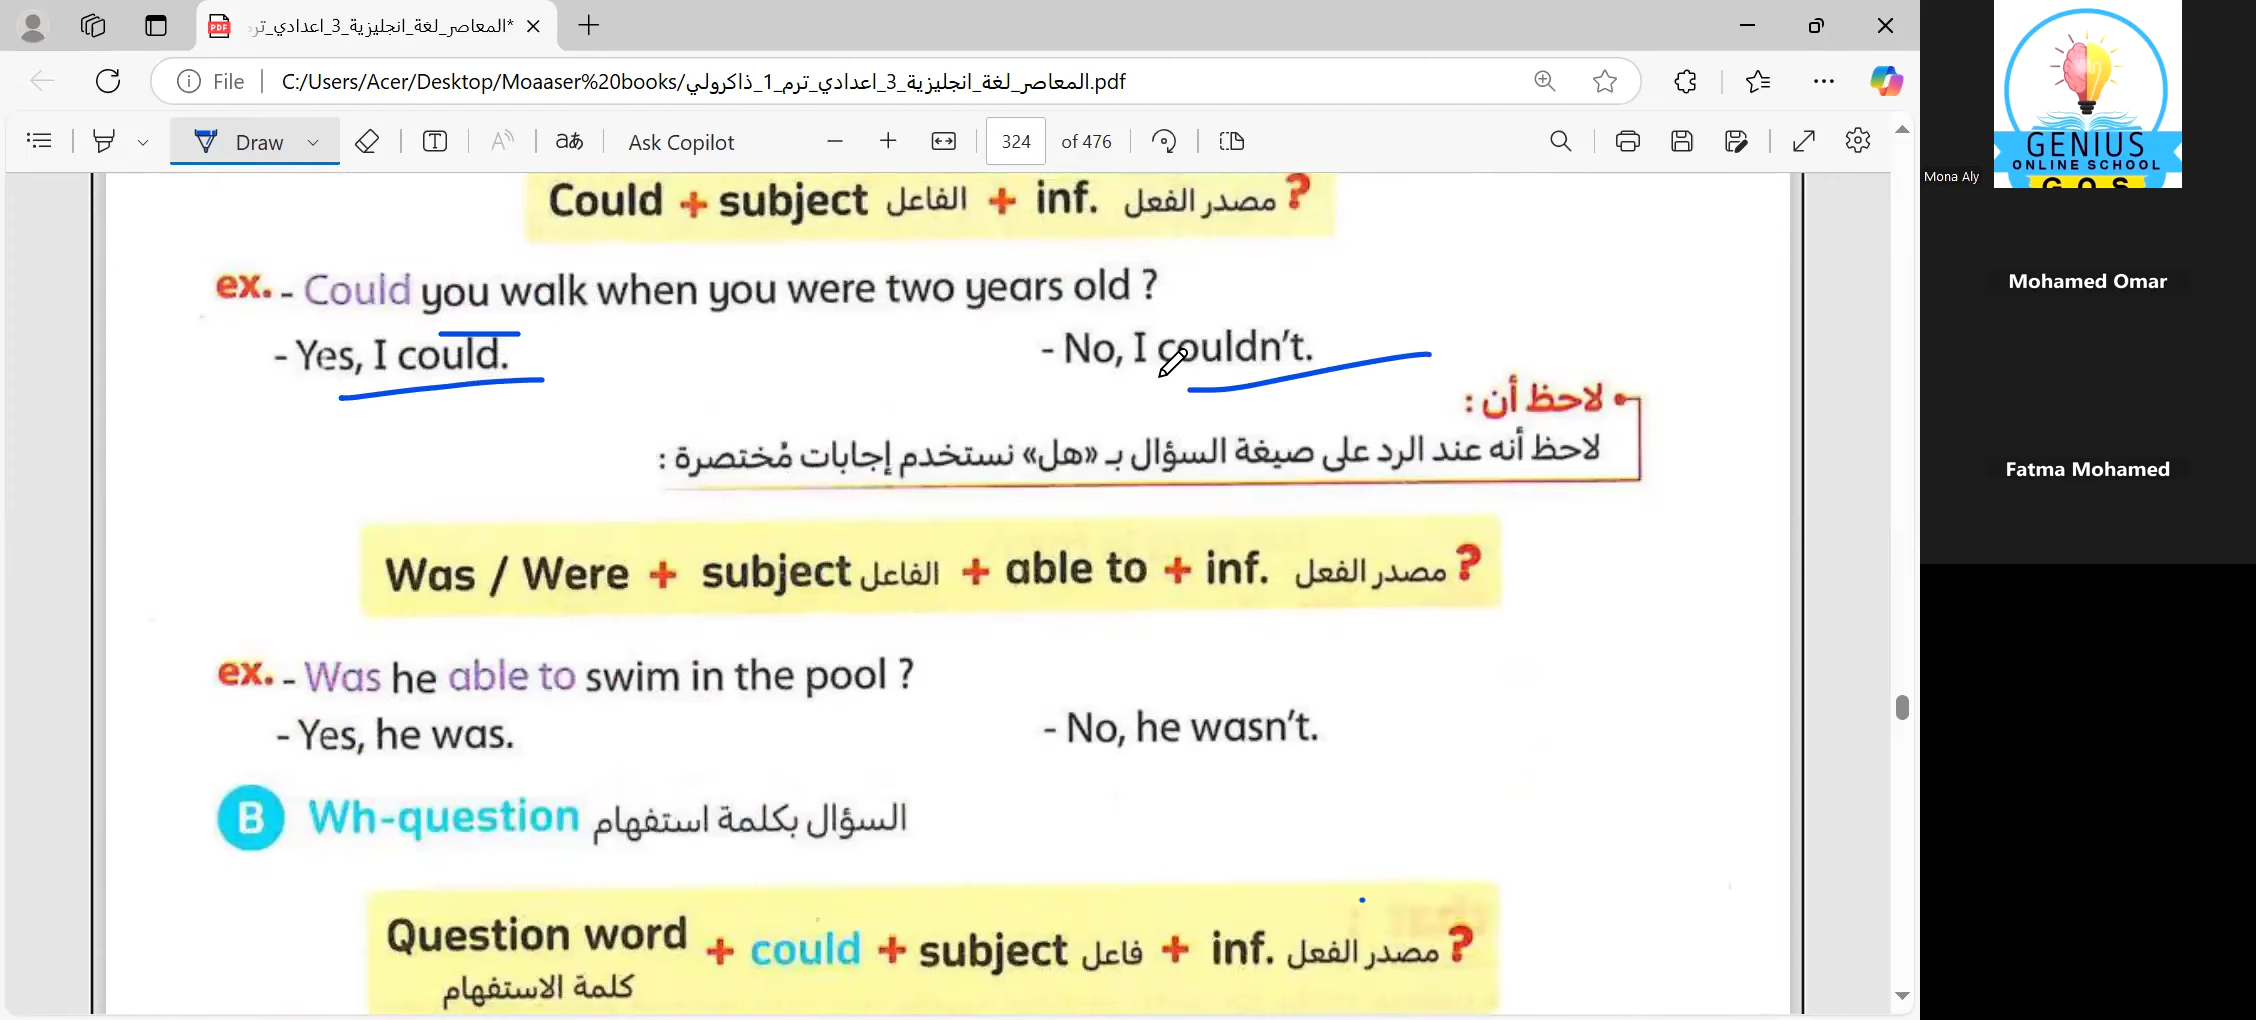 *المعاصر_لغة_انجليزية_3_اعدادي_تر
File
C:/Users/Acer/Desktop/Moaaser%20books/المعاصر_لغة_انجليزية_3_اعدادي_ترم_1_ذاكرولي.pdf
Draw
Ask Copilot
324 of 476
Could + subject الفاعل + inf. مصدر الفعل ?
ex. - Could you walk when you were two years old ?
- Yes, I could. - No, I couldn't.
لاحظ أن :
لاحظ أنه عند الرد على صيغة السؤال بـ «هل» نستخدم إجابات مُختصرة :
Was / Were + subject الفاعل + able to + inf. مصدر الفعل ?
ex. - Was he able to swim in the pool ?
- Yes, he was. - No, he wasn't.
B Wh-question السؤال بكلمة استفهام
Question word + could + subject فاعل + inf. مصدر الفعل ?
كلمة الاستفهام
GENIUS
ONLINE SCHOOL
GOS
Mona Aly
Mohamed Omar
Fatma Mohamed